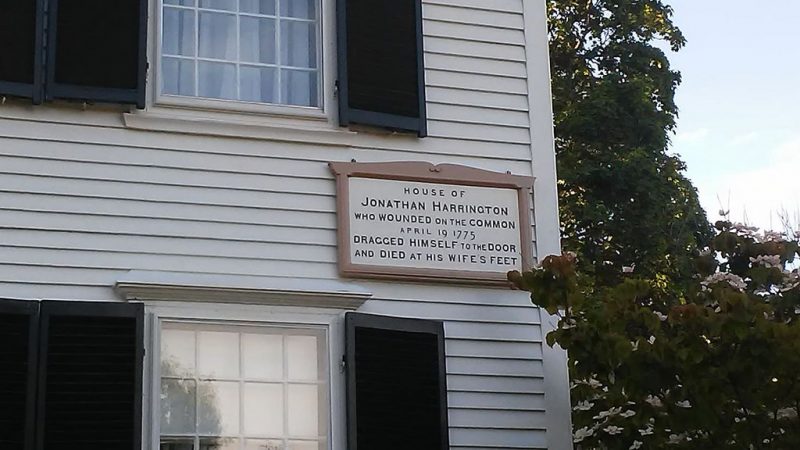 HOUSE OF
JONATHAN HARRINGTON
WHO WOUNDED ON THE COMMON
APRIL 19 1775
DRAGGED HIMSELF TO THE DOOR
AND DIED AT HIS WIFE'S FEET